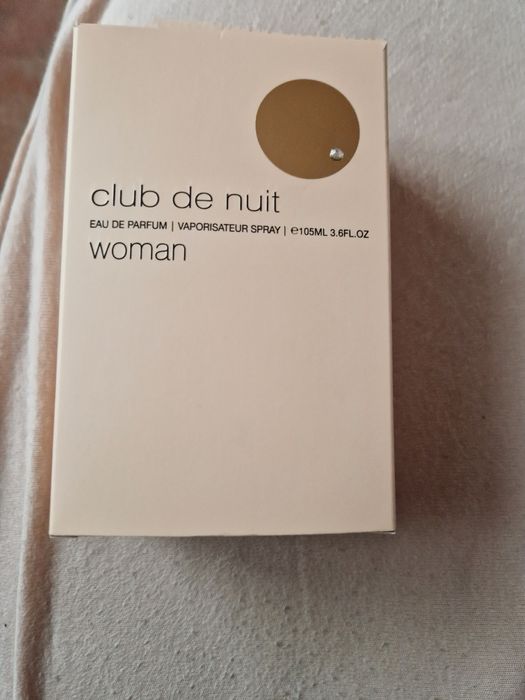 club de nuit
EAU DE PARFUM | VAPORISATEUR SPRAY | ℮105ML 3.6FL.OZ
woman